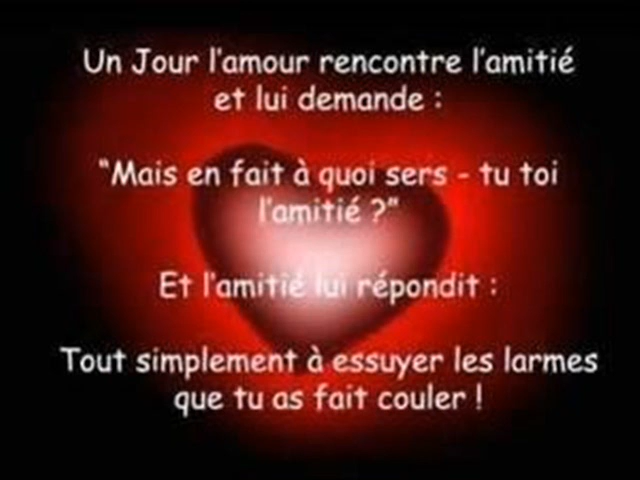 Un Jour l'amour rencontre l'amitié
et lui demande :
"Mais en fait à quoi sers - tu toi
l'amitié ?"
Et l'amitié lui répondit :
Tout simplement à essuyer les larmes
que tu as fait couler !